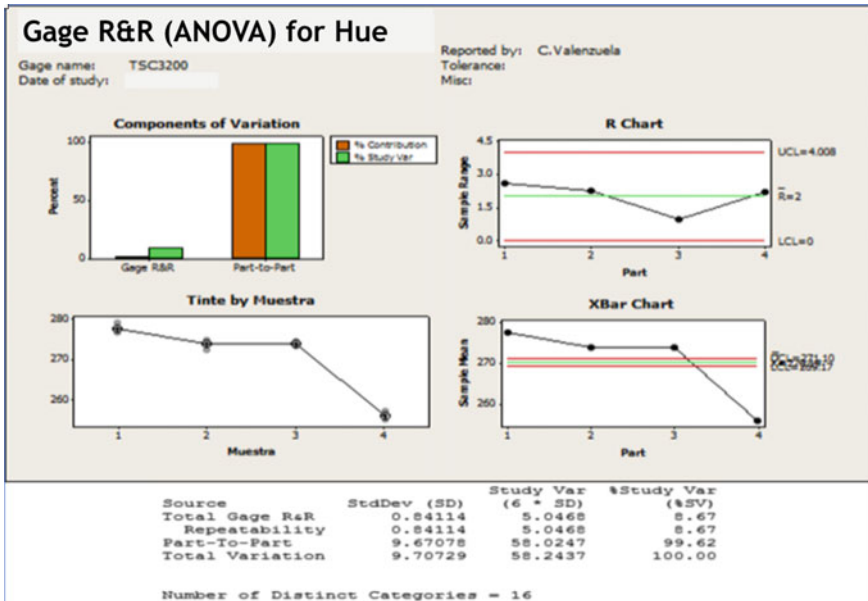 Gage R&R (ANOVA) for Hue
Gage name: TSC3200
Date of study:
Reported by: C.Valenzuela
Tolerance:
Misc:
Components of Variation
100
50
0
Percent
Gage R&R
Part-to-Part
% Contribution
% Study Var
R Chart
4.5
3.0
1.5
0.0
Sample Range
UCL=4.008
R=2
LCL=0
1 2 3 4
Part
Tinte by Muestra
280
270
260
1 2 3 4
Muestra
XBar Chart
280
270
260
Sample Mean
UCL=271.10
1 2 3 4
Part
Source StdDev (SD) Study Var (6 * SD) %Study Var (%SV)
Total Gage R&R 0.84114 5.0468 8.67
Repeatability 0.84114 5.0468 8.67
Part-To-Part 9.67078 58.0247 99.62
Total Variation 9.70729 58.2437 100.00
Number of Distinct Categories = 16